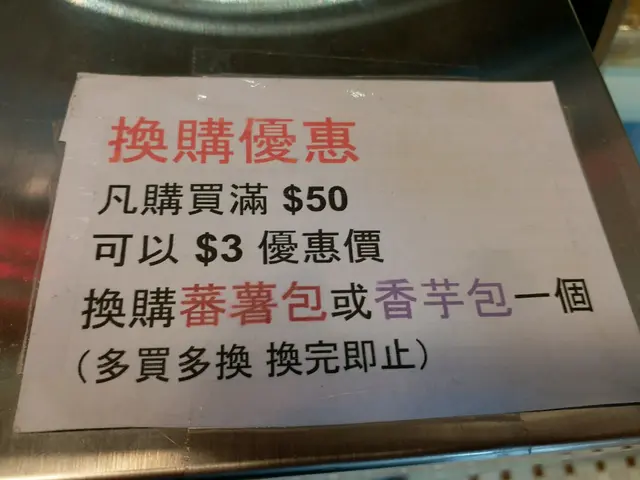 換購優惠
凡購買滿 $50
可以 $3 優惠價
換購蕃薯包或香芋包一個
（多買多換 換完即止）